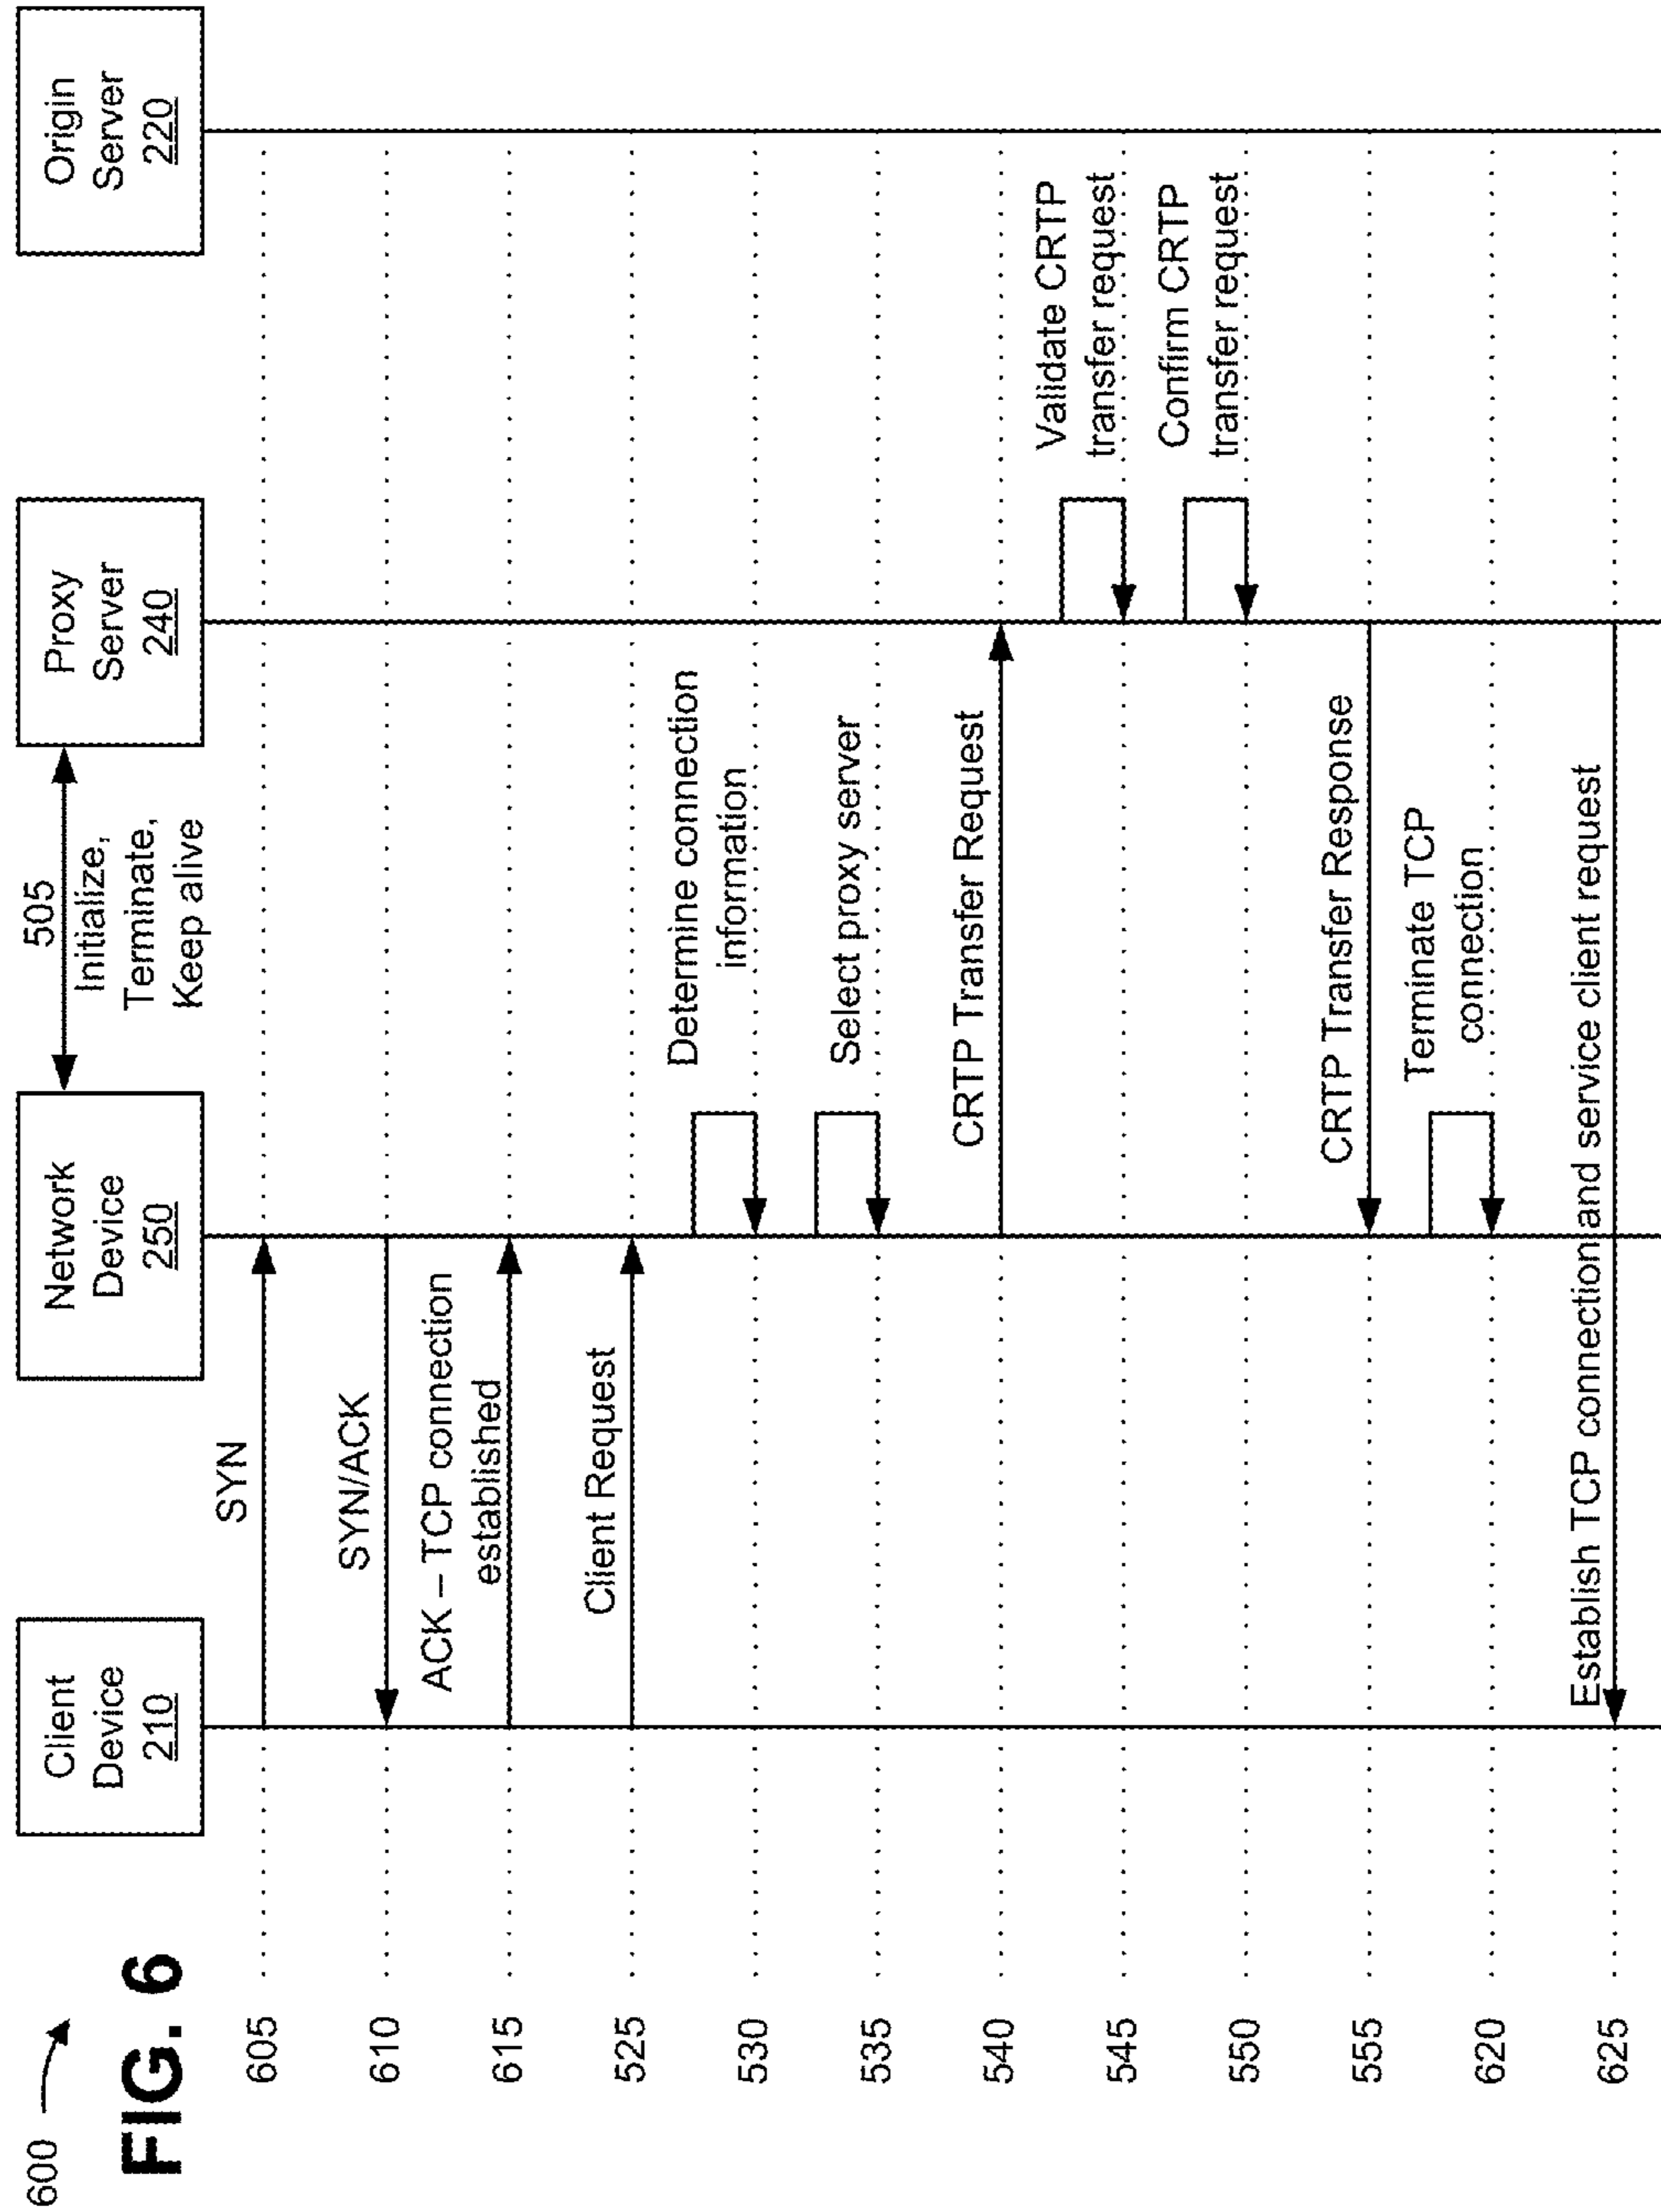 600
FIG. 6
Client
Device
210
Network
Device
250
505
Initialize,
Terminate,
Keep alive
Proxy
Server
240
Origin
Server
220
605
SYN
610
SYN/ACK
615
ACK – TCP connection
established
525
Client Request
530
Determine connection
information
535
Select proxy server
540
CRTP Transfer Request
545
Validate CRTP
transfer request
550
Confirm CRTP
transfer request
555
CRTP Transfer Response
620
Terminate TCP
connection
625
Establish TCP connection and service client request